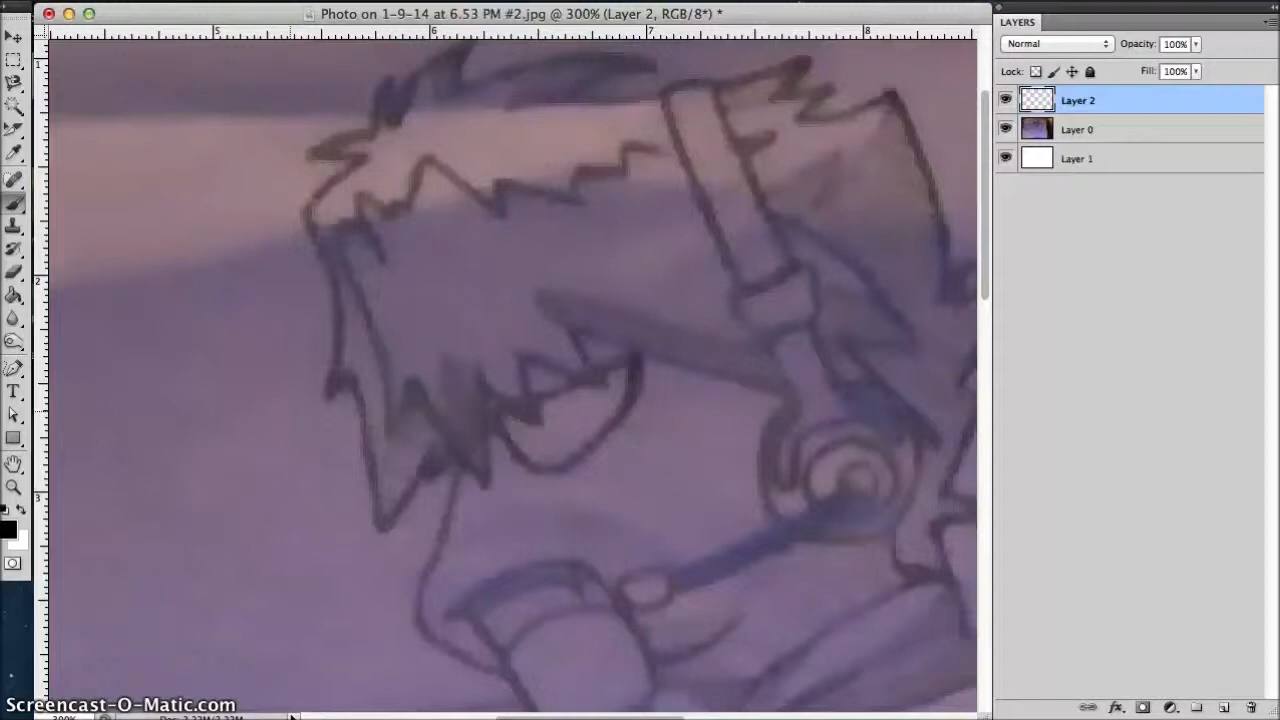 Photo on 1-9-14 at 6.53 PM #2.jpg @ 300% (Layer 2, RGB/8*) *
5 6 7 8
1
2
3
LAYERS
Normal Opacity: 100%
Lock: Fill: 100%
Layer 2
Layer 0
Layer 1
T
Screencast-O-Matic.com